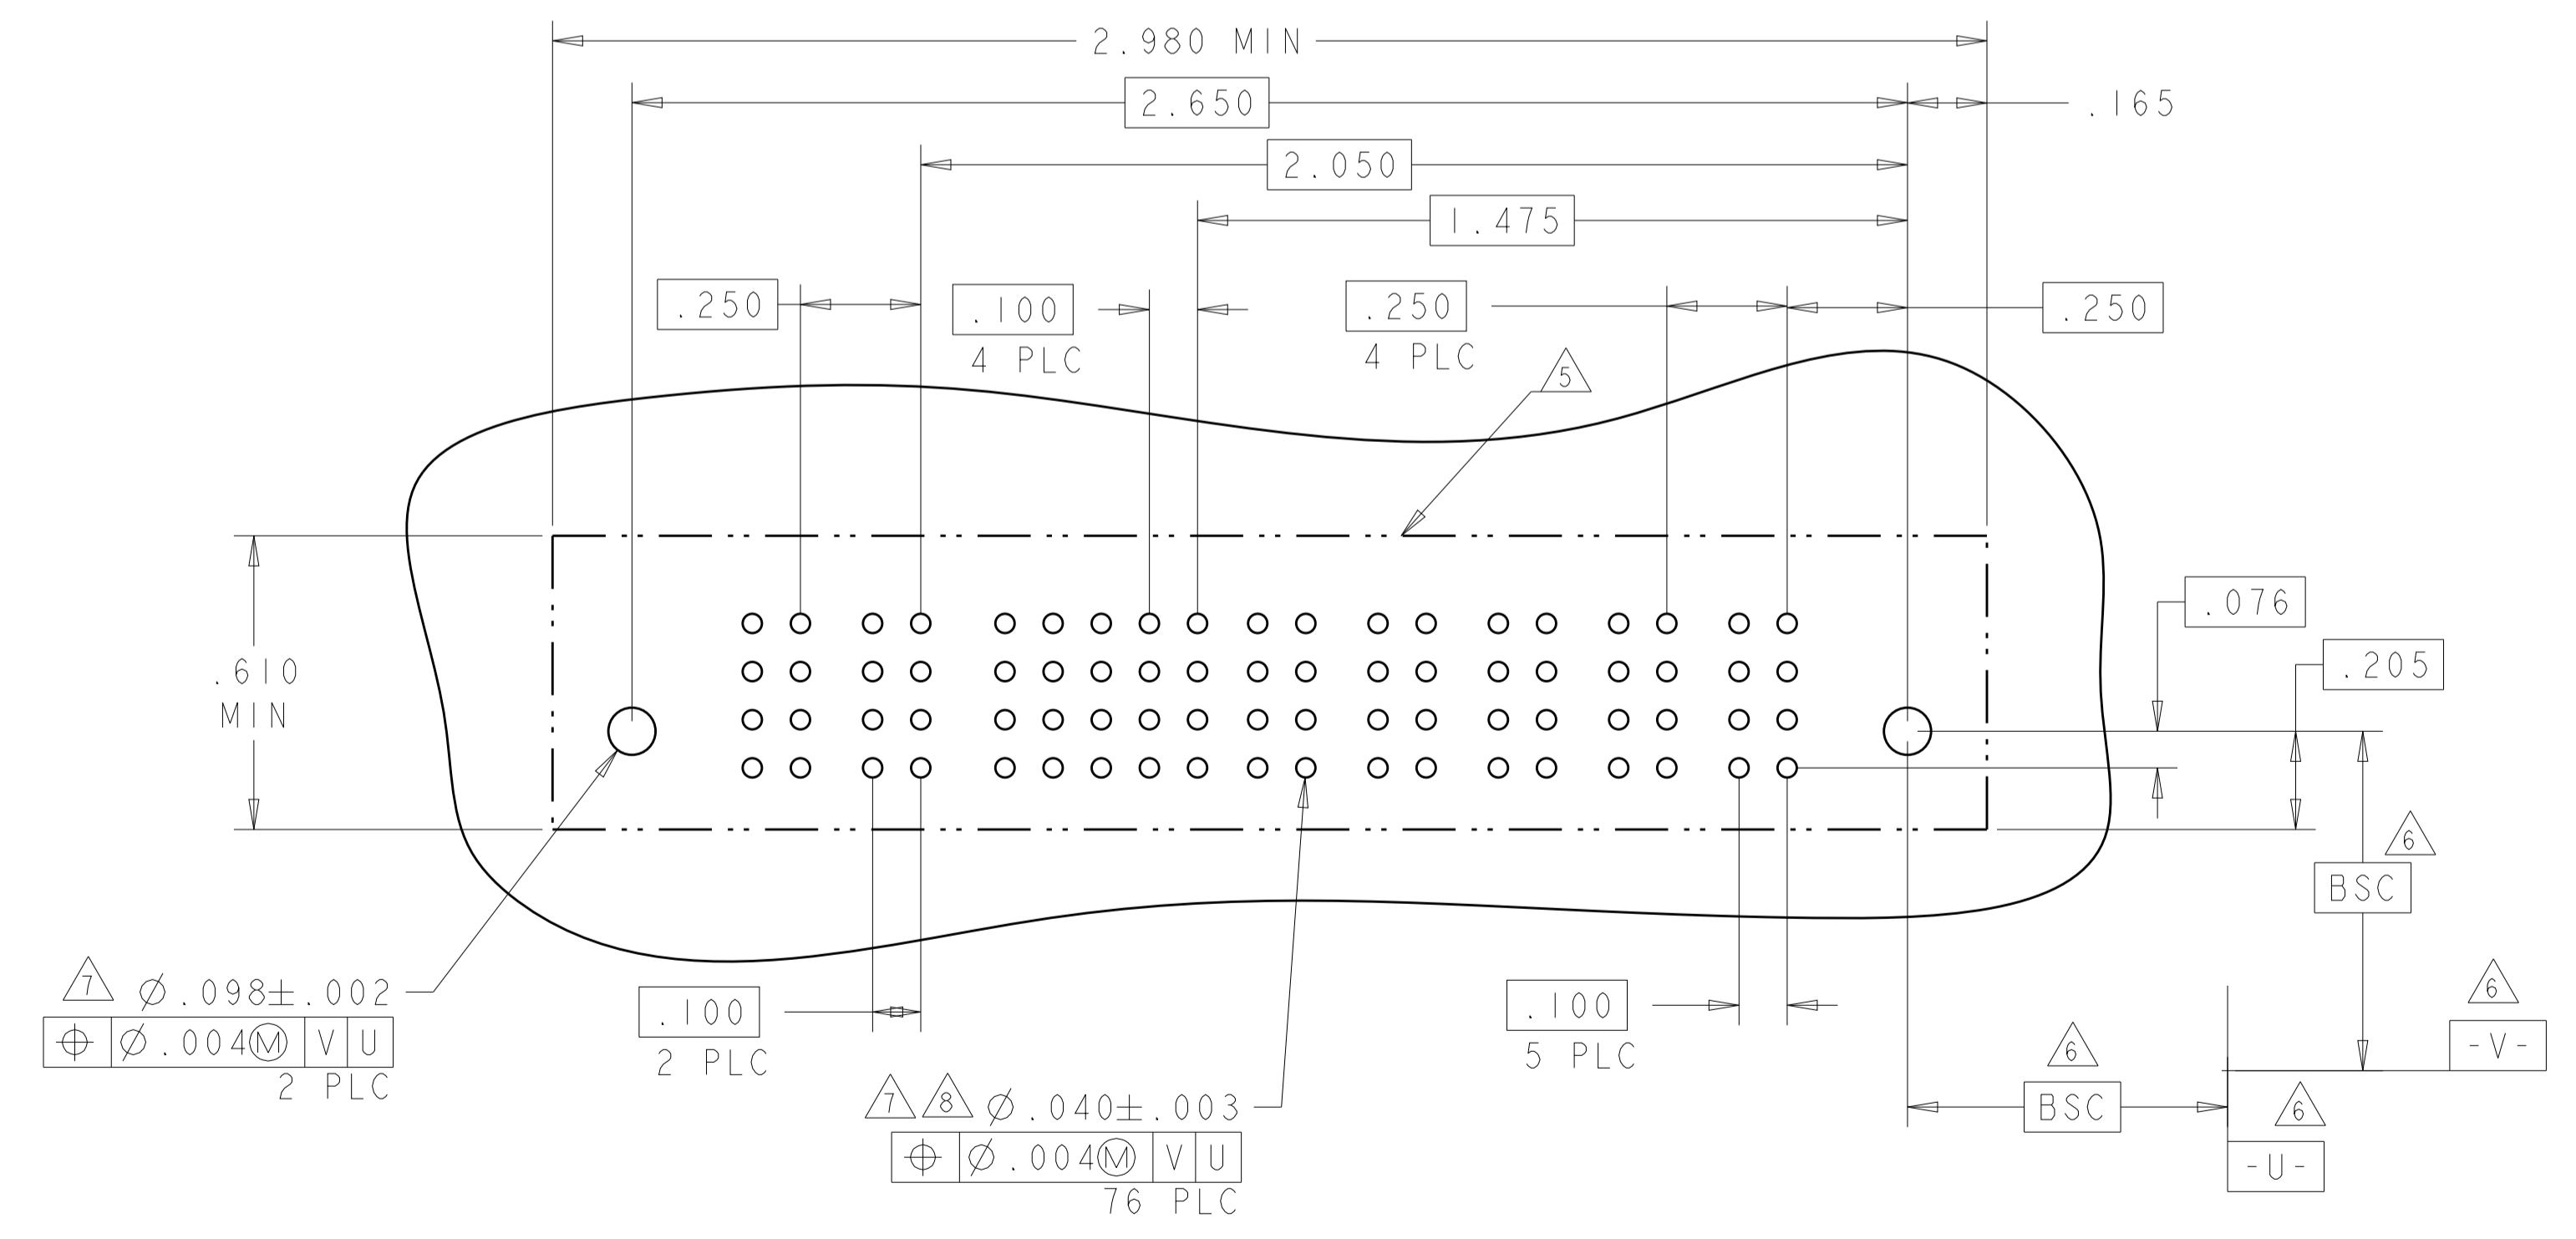 2.980 MIN
2.650
.165
2.050
1.475
.250
.100
4 PLC
.250
4 PLC
.250
5
.076
.205
.610
MIN
6
BSC
7 Ø.098±.002
⌖ Ø.004Ⓜ V U
2 PLC
.100
2 PLC
.100
5 PLC
6
-V-
6
BSC
6
-U-
7 8 Ø.040±.003
⌖ Ø.004Ⓜ V U
76 PLC